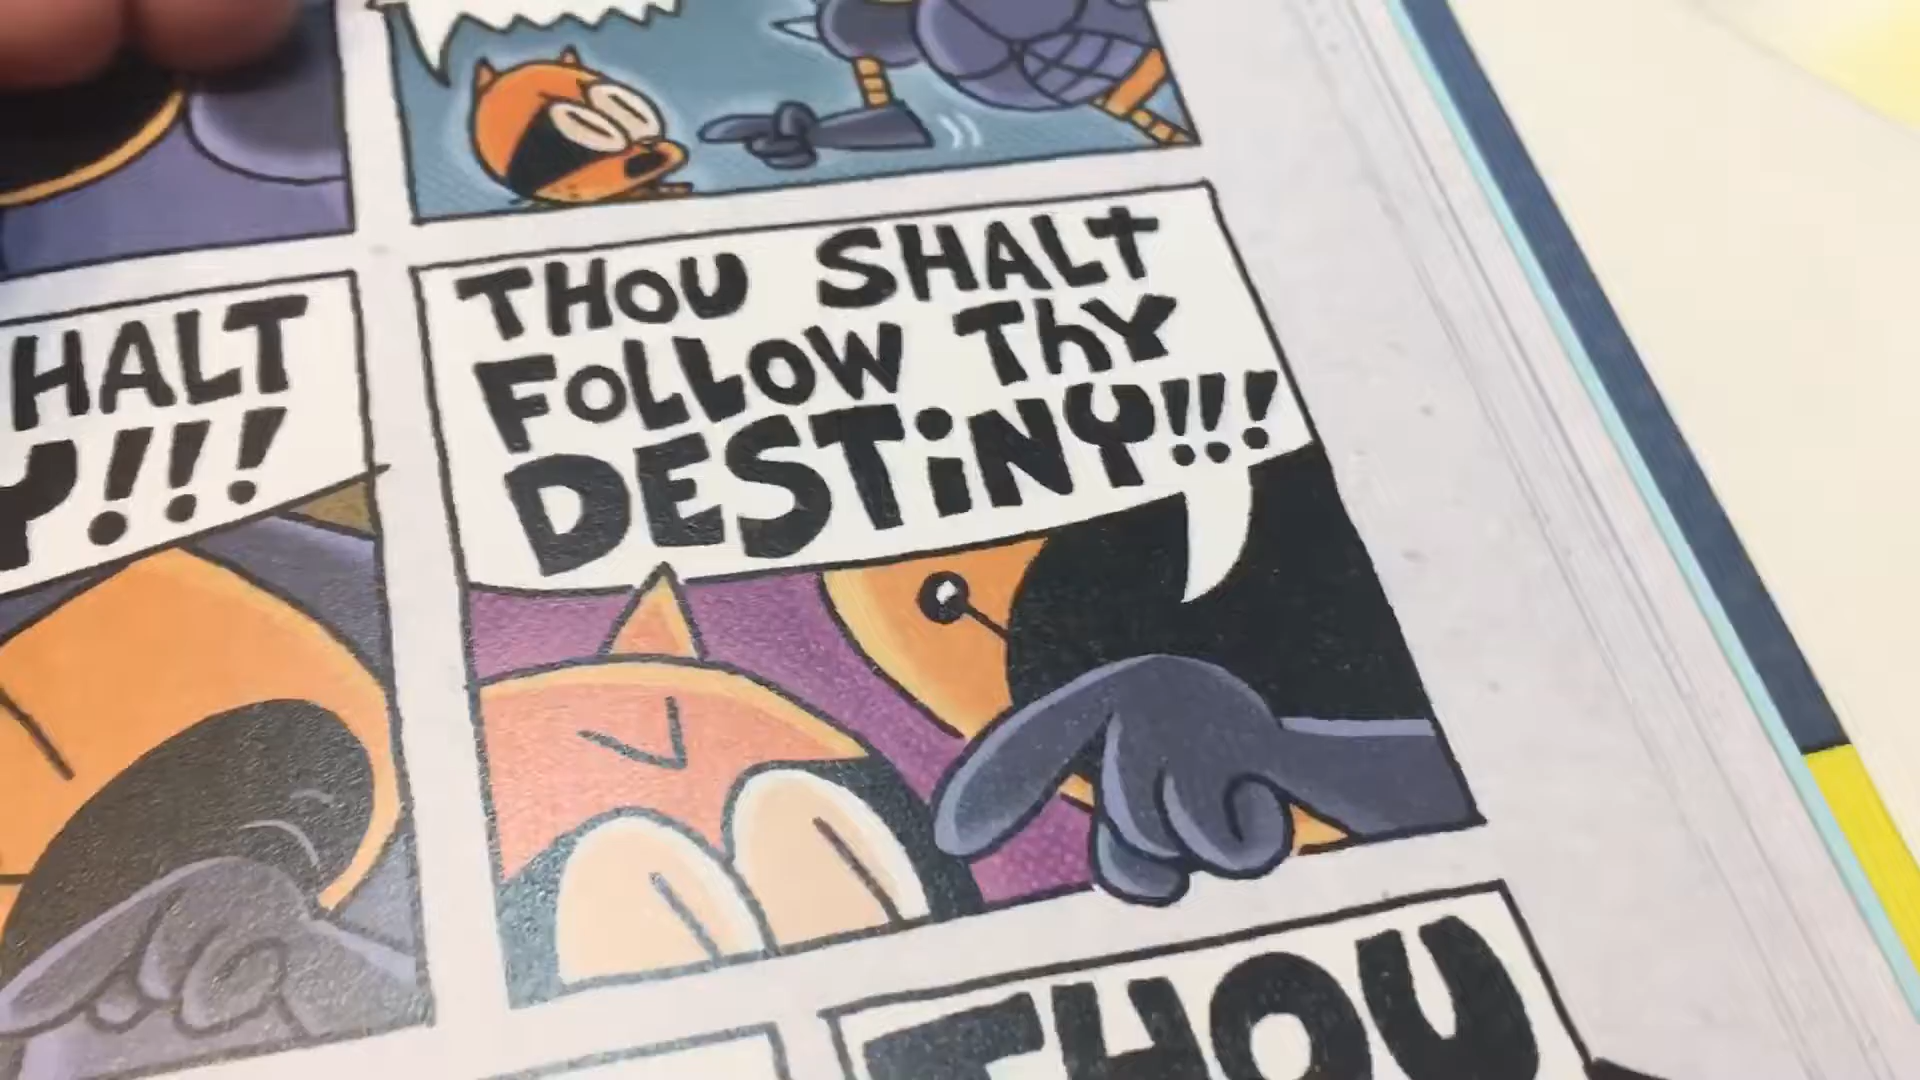 HALT
Y!!!
THOU SHALT
FOLLOW THY
DESTiNY!!!
THOU